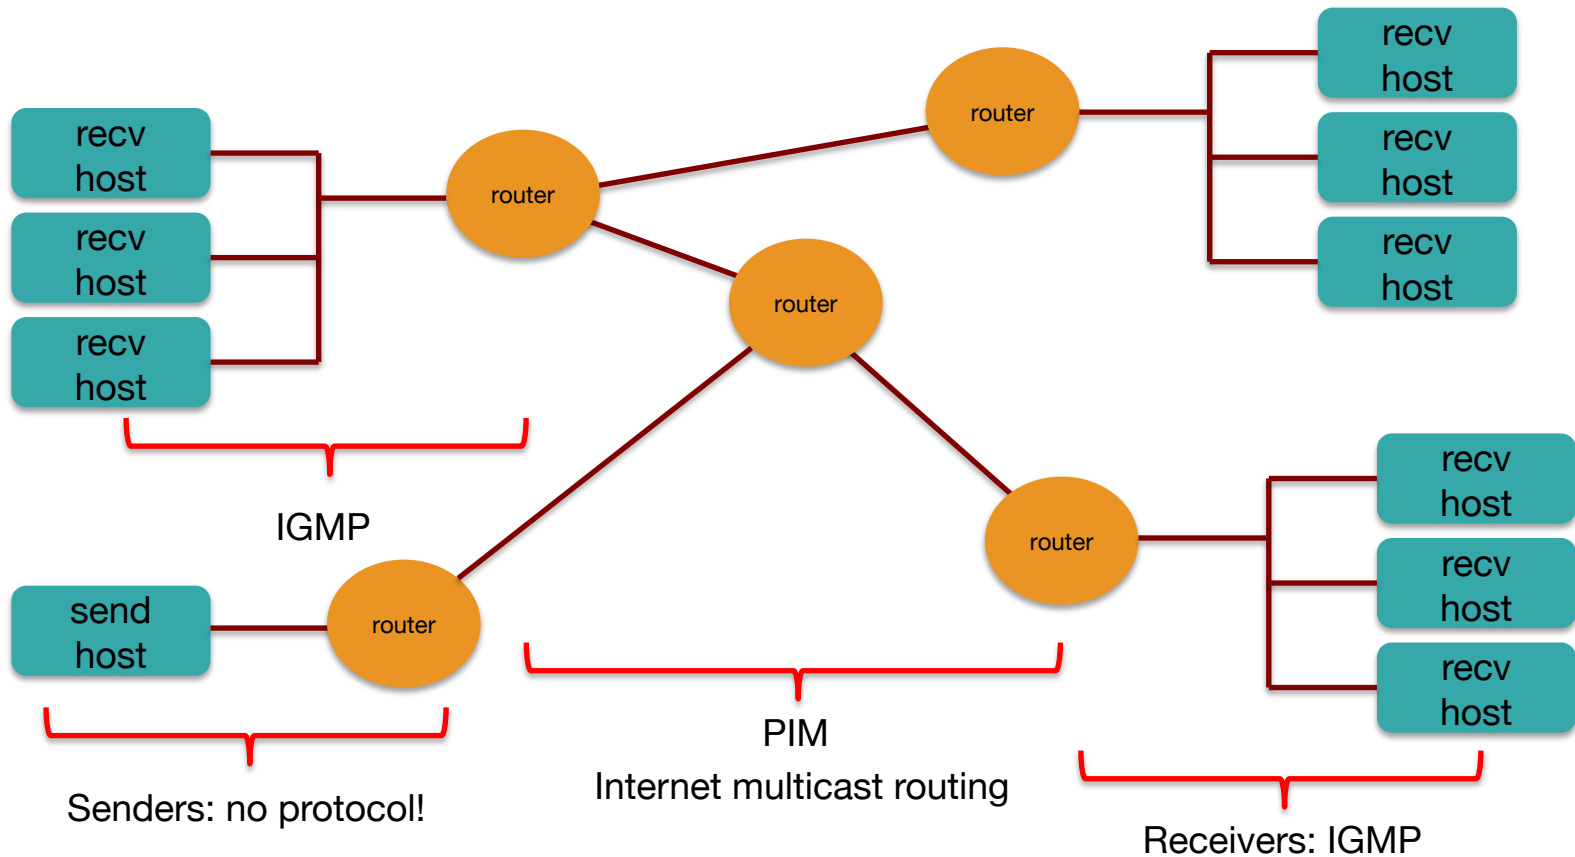 recv
host
recv
host
recv
host
router
router
recv
host
recv
host
recv
host
router
IGMP
send
host
router
router
recv
host
recv
host
recv
host
Senders: no protocol!
PIM
Internet multicast routing
Receivers: IGMP